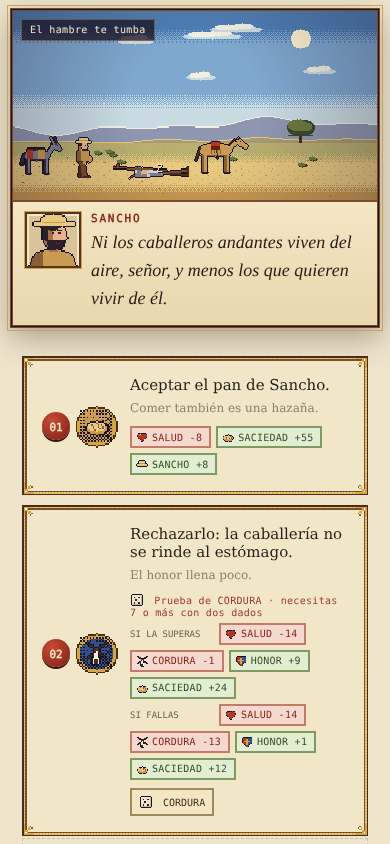 El hambre te tumba
SANCHO
Ni los caballeros andantes viven del
aire, señor, y menos los que quieren
vivir de él.
01
Aceptar el pan de Sancho.
Comer también es una hazaña.
SALUD -8
SACIEDAD +55
SANCHO +8
02
Rechazarlo: la caballería no
se rinde al estómago.
El honor llena poco.
Prueba de CORDURA · necesitas
7 o más con dos dados
SI LA SUPERAS
SALUD -14
CORDURA -1
HONOR +9
SACIEDAD +24
SI FALLAS
SALUD -14
CORDURA -13
HONOR +1
SACIEDAD +12
CORDURA